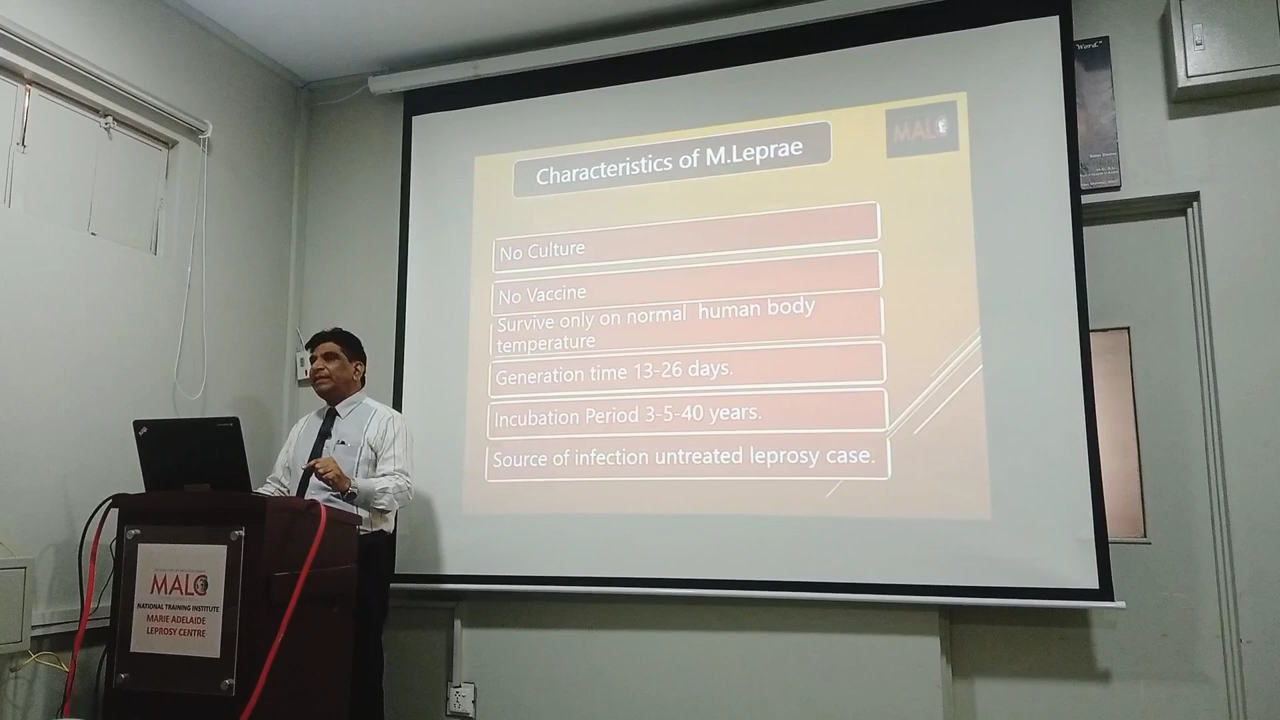 Characteristics of M.Leprae
MALC
No Culture
No Vaccine
Survive only on normal human body
temperature
Generation time 13-26 days.
Incubation Period 3-5-40 years.
Source of infection untreated leprosy case.
Word."
MALC
NATIONAL TRAINING INSTITUTE
MARIE ADELAIDE
LEPROSY CENTRE